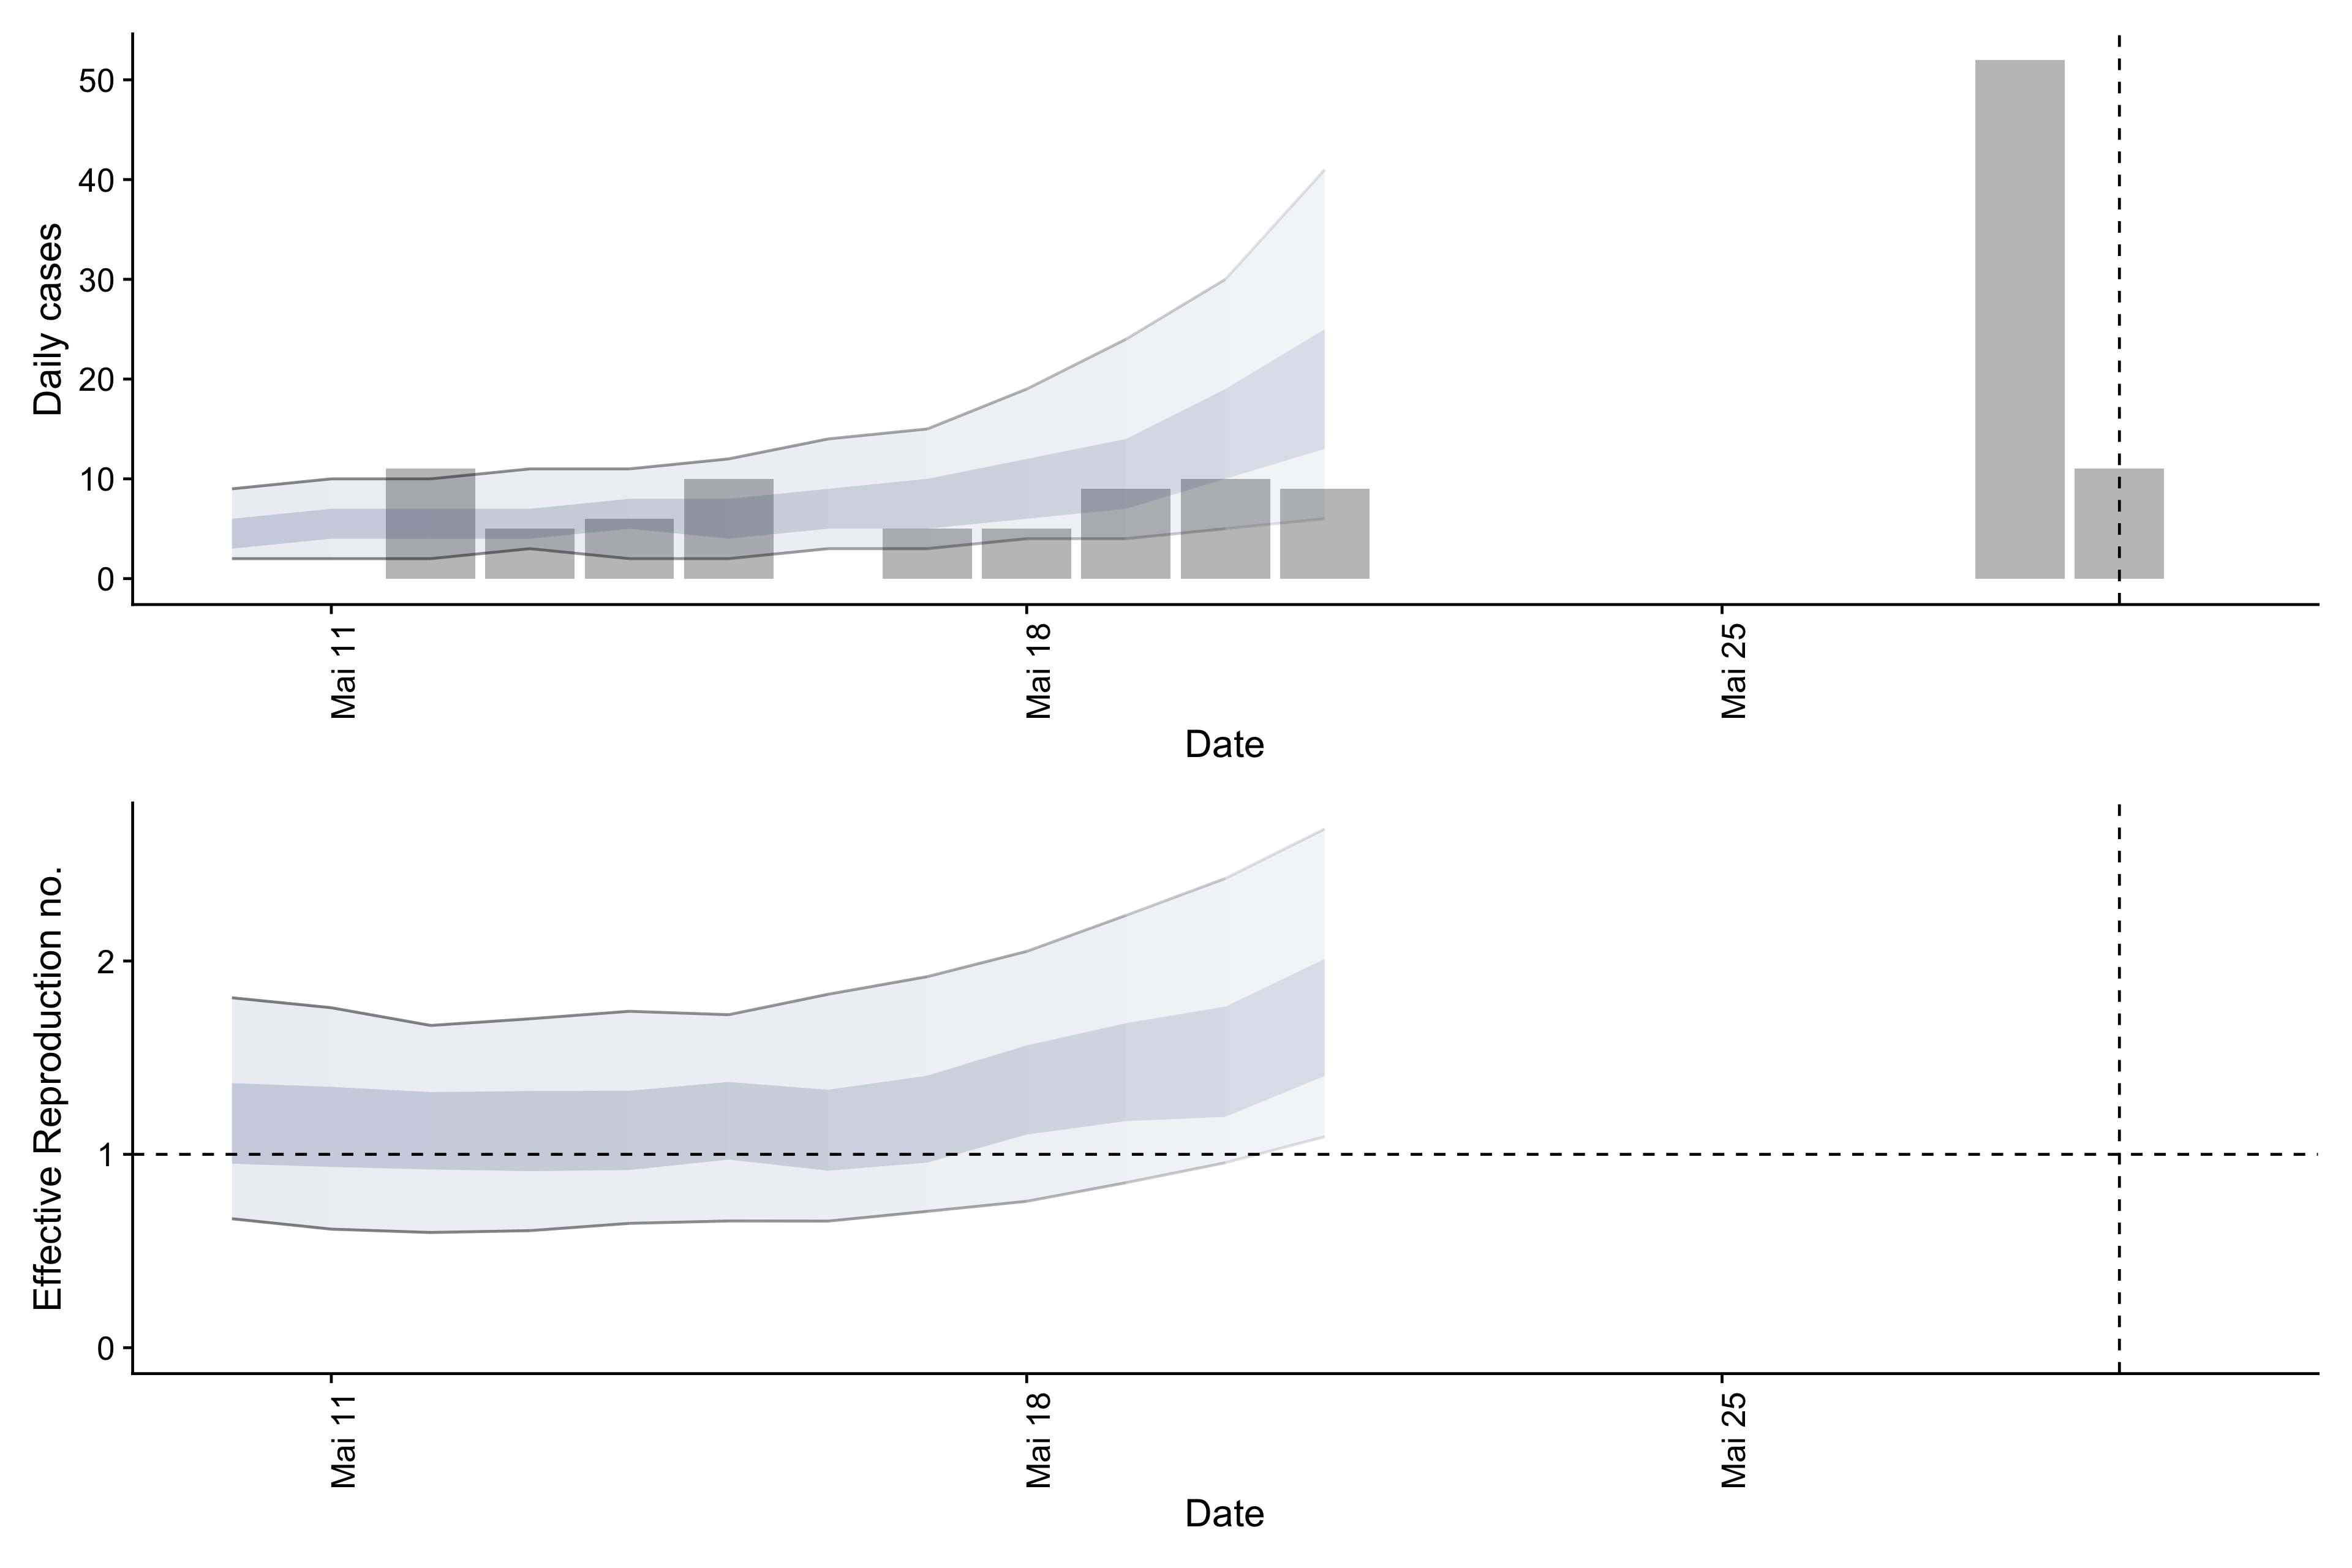 Daily cases
50
40
30
20
10
0
Mai 11
Mai 18
Mai 25
Date
Effective Reproduction no.
2
1
0
Mai 11
Mai 18
Mai 25
Date